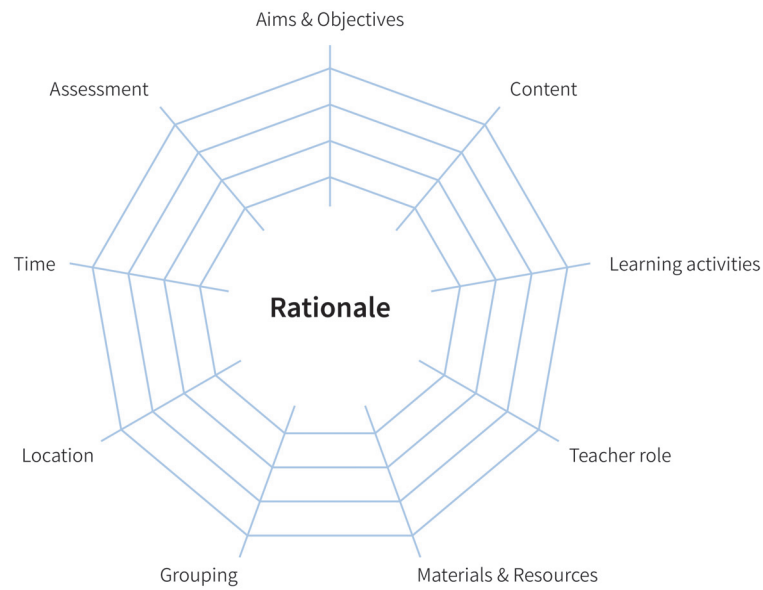 Aims & Objectives
Assessment
Content
Time
Learning activities
Rationale
Location
Teacher role
Grouping
Materials & Resources